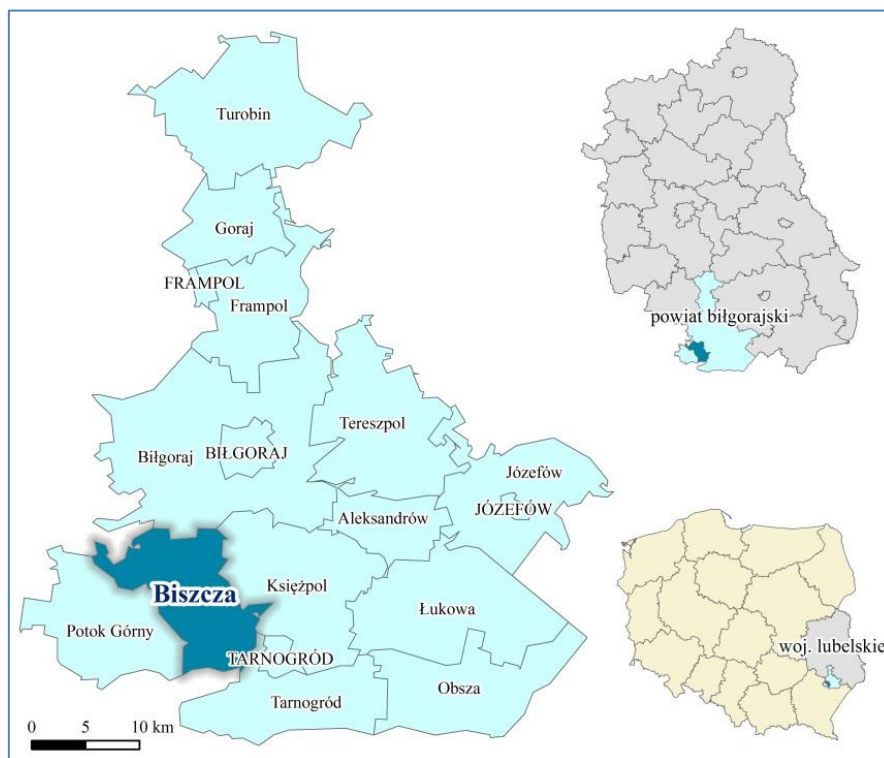 Turobin
Goraj
FRAMPOL
Frampol
powiat biłgorajski
Tereszpol
Biłgoraj
BIŁGORAJ
Józefów
JÓZEFÓW
Aleksandrów
Biszcza
Księżpol
Łukowa
Potok Górny
TARNOGRÓD
woj. lubelskie
Tarnogród
Obsza
0 5 10 km